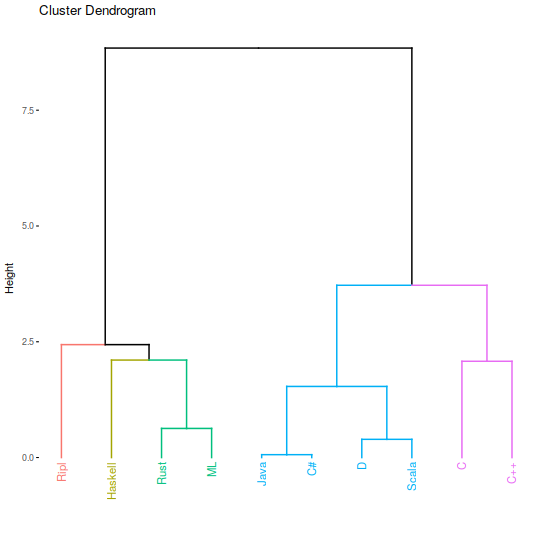 Cluster Dendrogram
Height
7.5
5.0
2.5
0.0
Ripl
Haskell
Rust
ML
Java
C#
D
Scala
C
C++